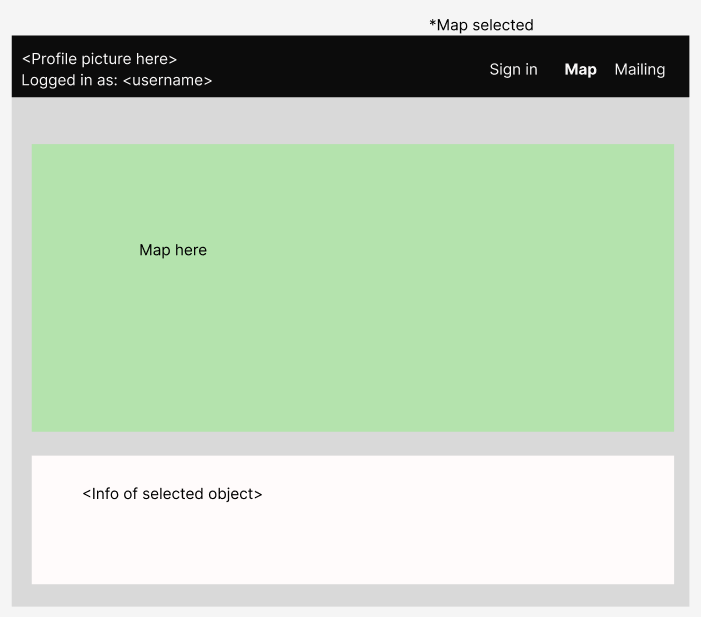 *Map selected
<Profile picture here>
Logged in as: <username>
Sign in Map Mailing
Map here
<Info of selected object>